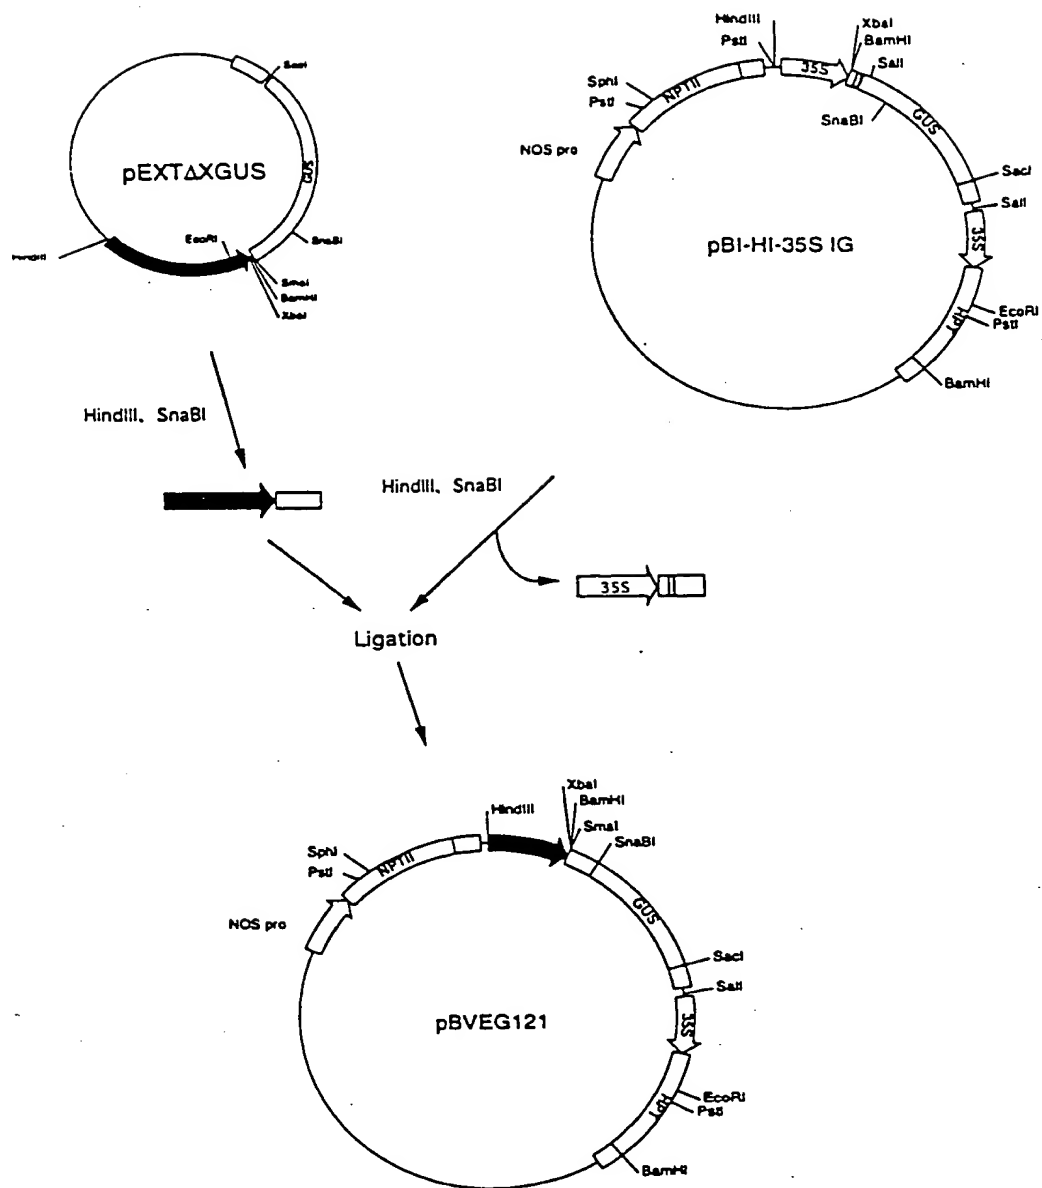 SacI
GUS
pEXTΔXGUS
EcoRI
SnaBI
HindIII
SmaI
BamHI
XbaI
HindIII
PstI
XbaI
BamHI
SalI
35S
SphI
PstI
NPTII
GUS
SnaBI
NOS pro
SacI
SalI
pBI-HI-35S IG
35S
EcoRI
PstI
HPT
BamHI
HindIII、SnaBI
HindIII、SnaBI
35S
Ligation
XbaI
BamHI
HindIII
SmaI
SnaBI
SphI
PstI
NPTII
GUS
NOS pro
SacI
SalI
pBVEG121
35S
EcoRI
PstI
HPT
BamHI